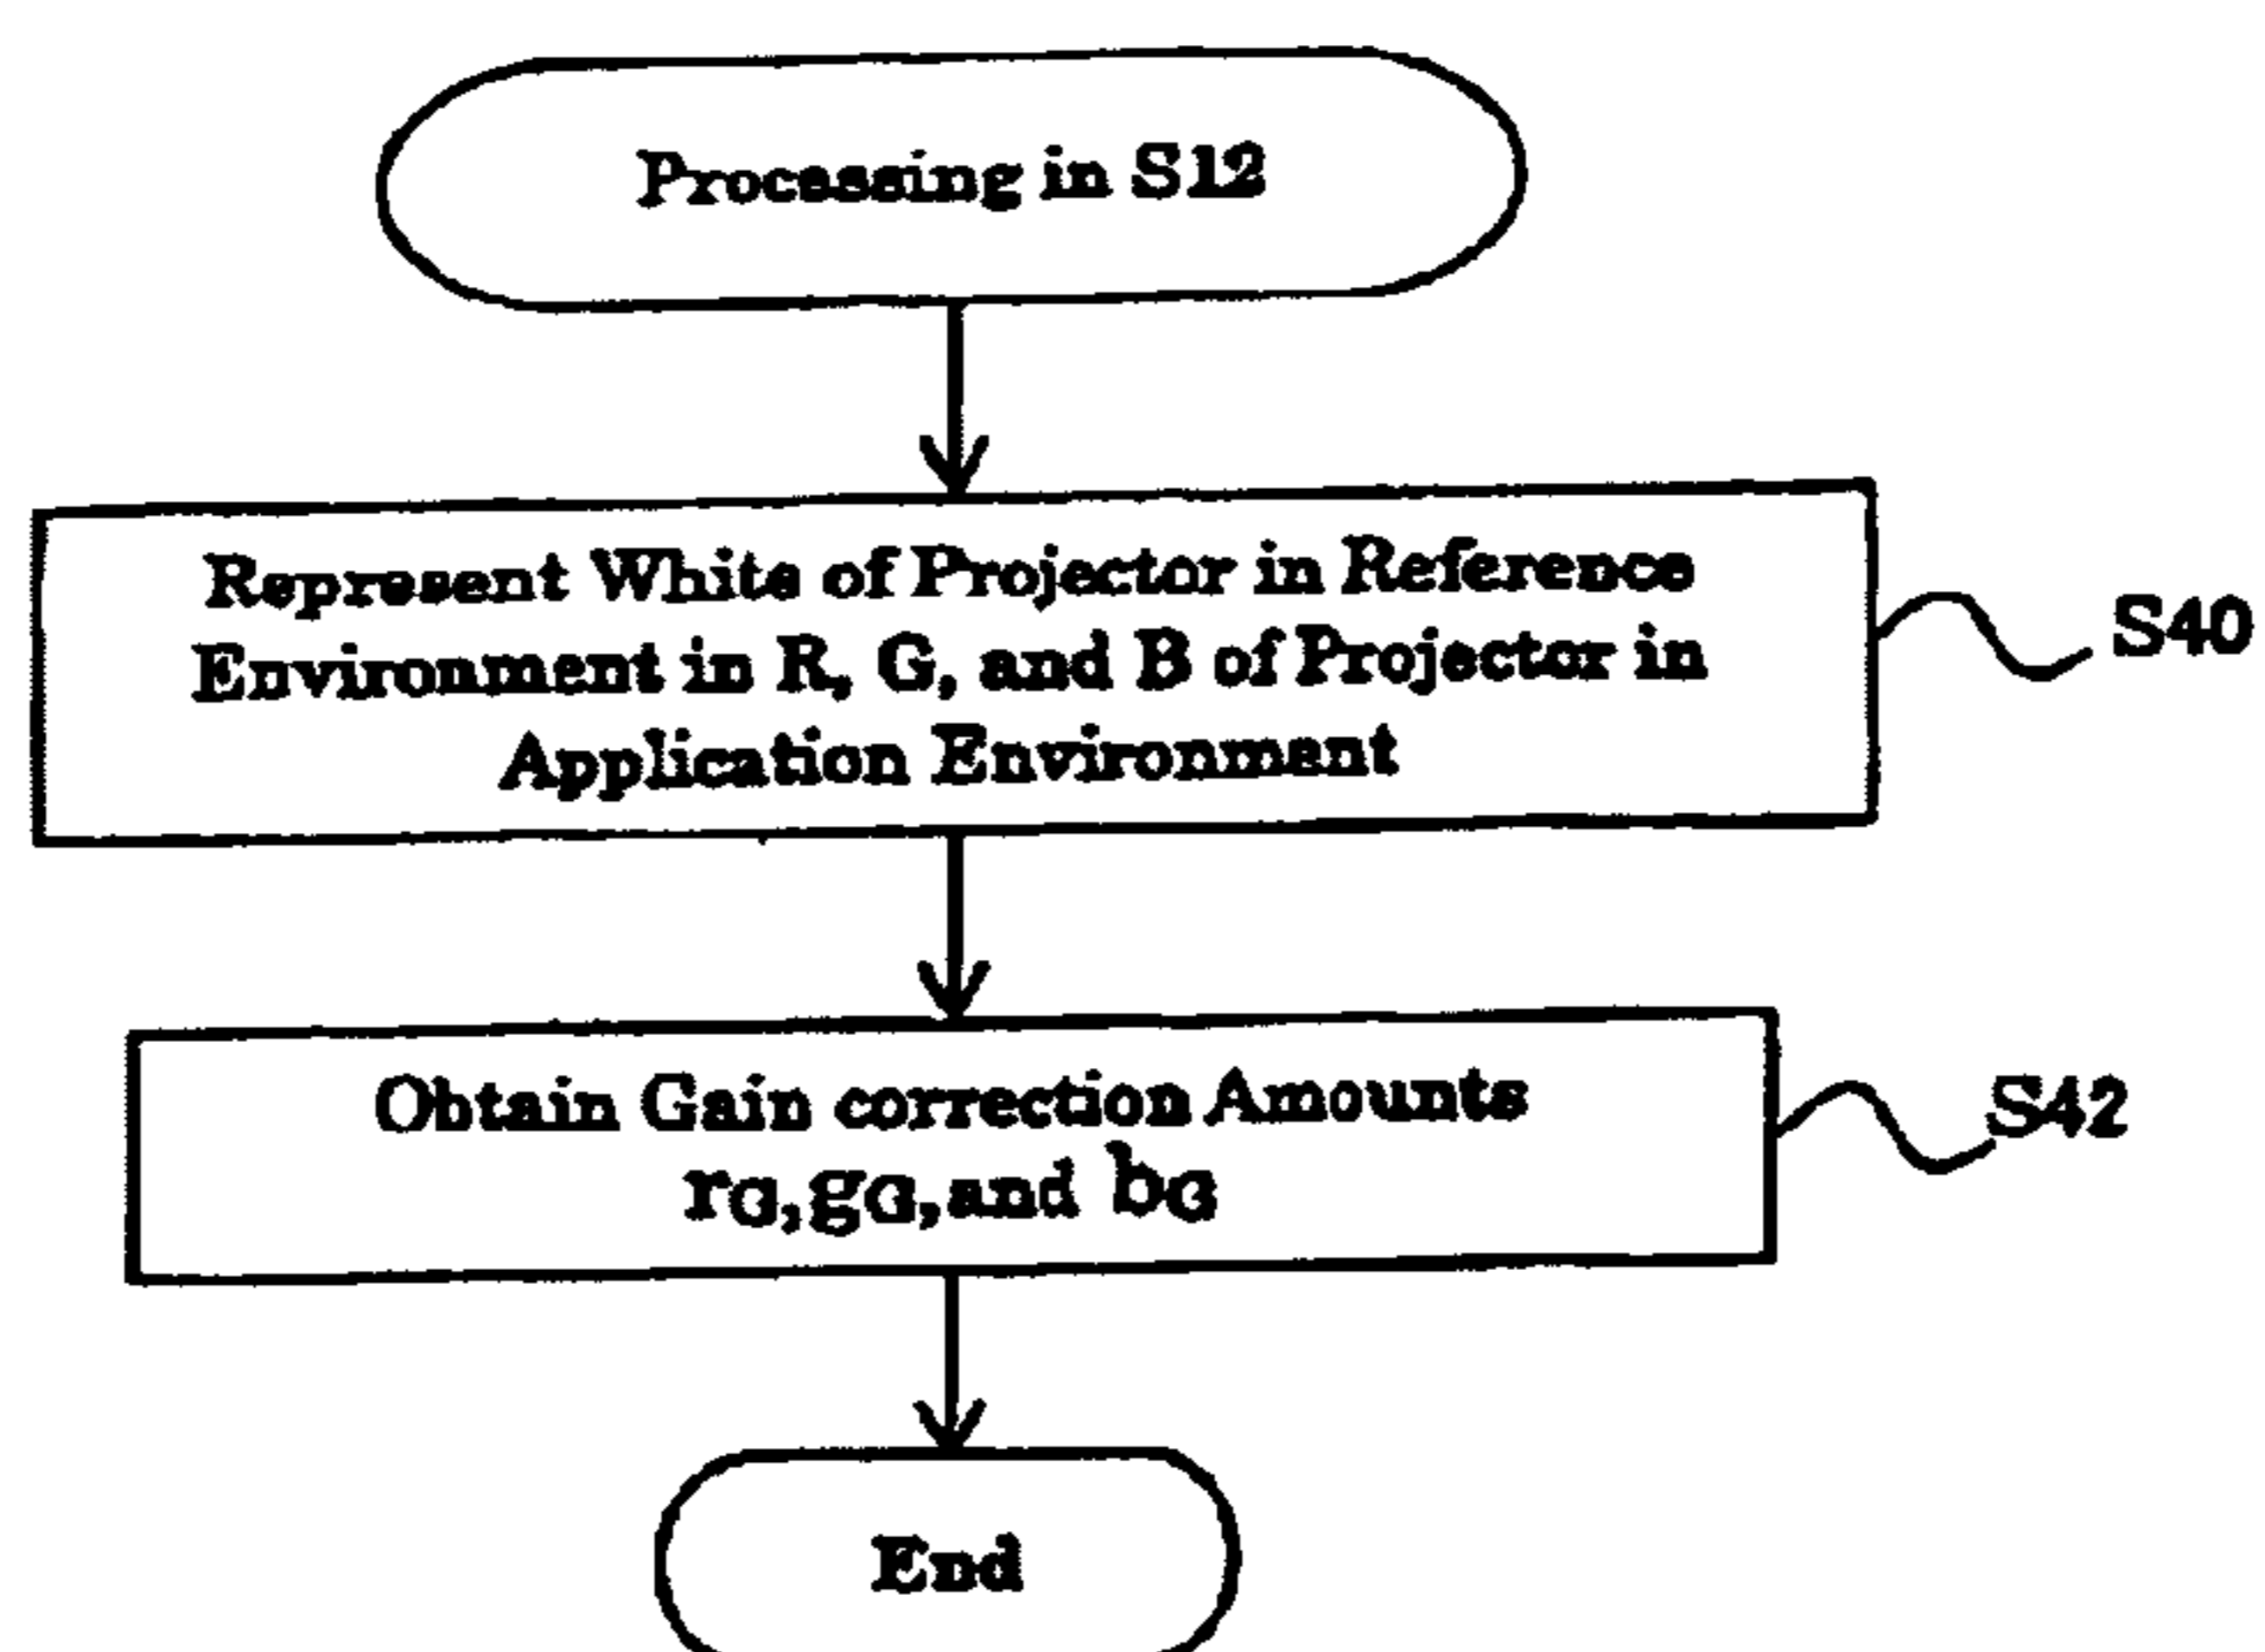 Processing in S12
Represent White of Projector in Reference
Environment in R, G, and B of Projector in
Application Environment
S40
Obtain Gain correction Amounts
rG,gG,and bG
S42
End